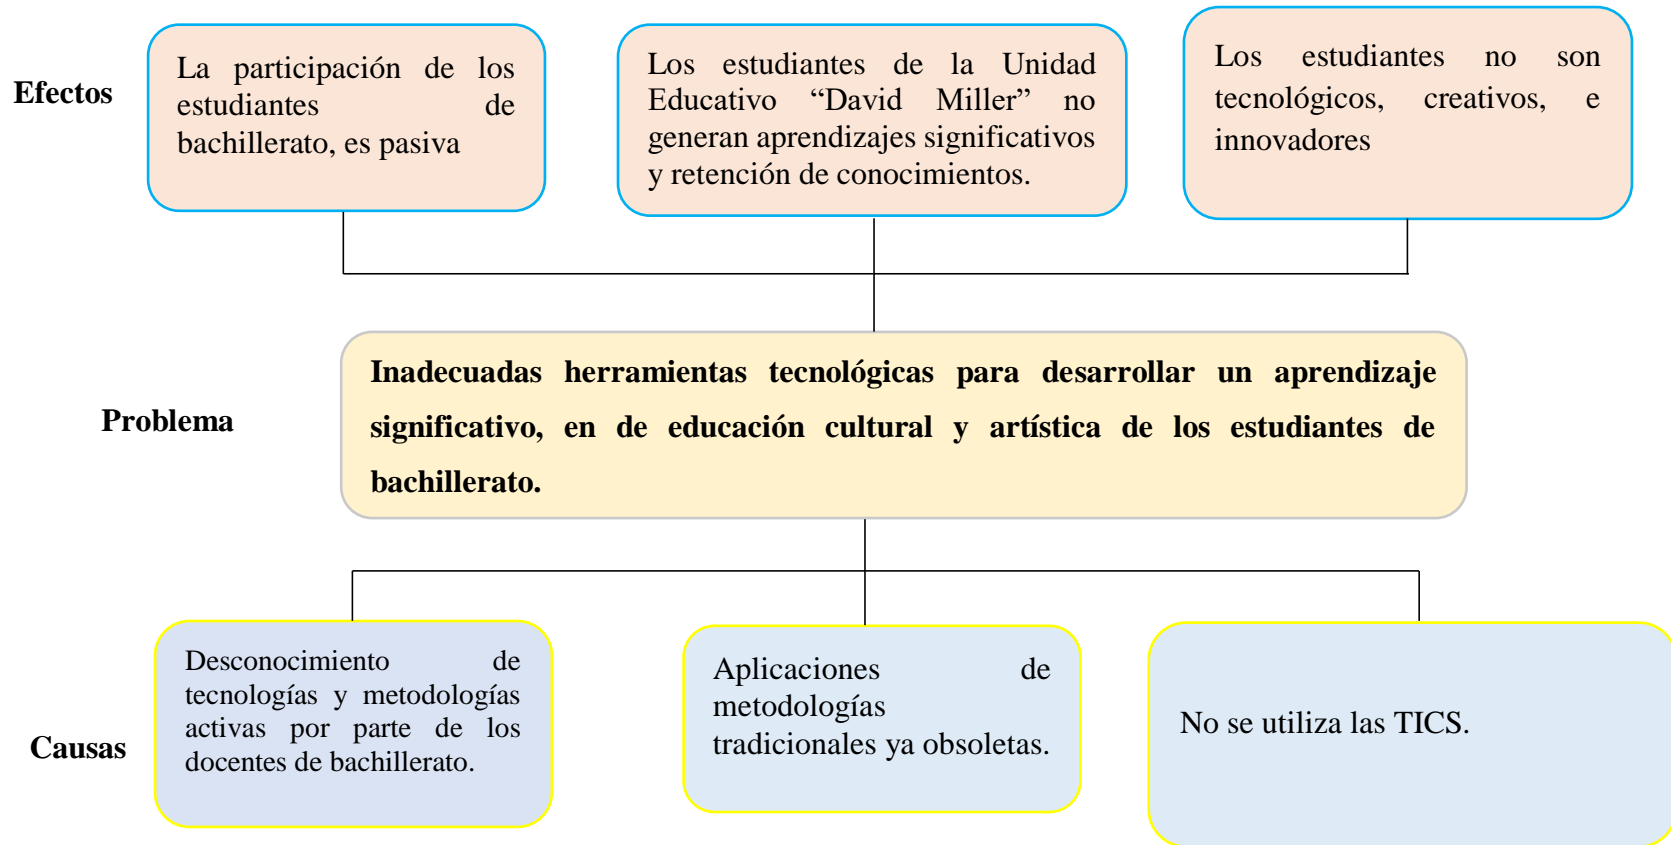 Efectos
La participación de los
estudiantes de
bachillerato, es pasiva
Los estudiantes de la Unidad
Educativo “David Miller” no
generan aprendizajes significativos
y retención de conocimientos.
Los estudiantes no son
tecnológicos, creativos, e
innovadores
Problema
Inadecuadas herramientas tecnológicas para desarrollar un aprendizaje
significativo, en de educación cultural y artística de los estudiantes de
bachillerato.
Causas
Desconocimiento de
tecnologías y metodologías
activas por parte de los
docentes de bachillerato.
Aplicaciones de
metodologías
tradicionales ya obsoletas.
No se utiliza las TICS.